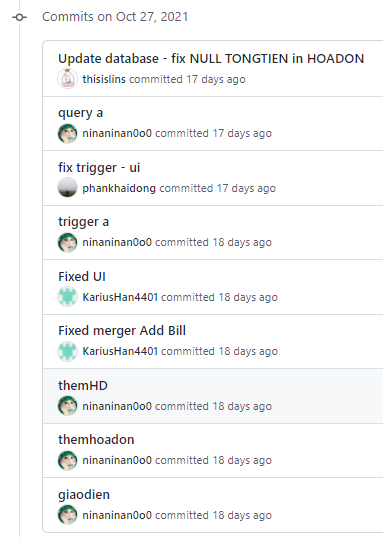 Commits on Oct 27, 2021
Update database - fix NULL TONGTIEN in HOADON
thisislins committed 17 days ago
query a
ninaninan0o0 committed 17 days ago
fix trigger - ui
phankhaidong committed 17 days ago
trigger a
ninaninan0o0 committed 18 days ago
Fixed UI
KariusHan4401 committed 18 days ago
Fixed merger Add Bill
KariusHan4401 committed 18 days ago
themHD
ninaninan0o0 committed 18 days ago
themhoadon
ninaninan0o0 committed 18 days ago
giaodien
ninaninan0o0 committed 18 days ago